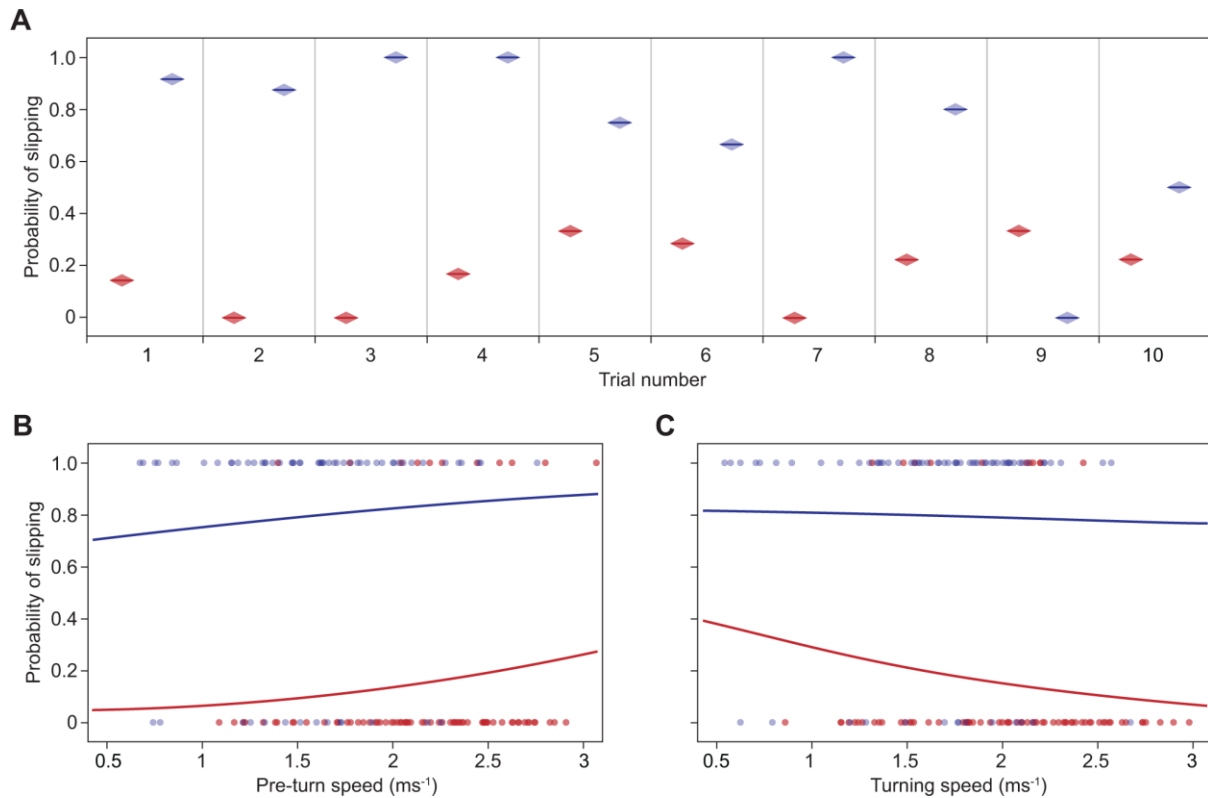 A
Probability of slipping
1.0
0.8
0.6
0.4
0.2
0
1 2 3 4 5 6 7 8 9 10
Trial number
B
Probability of slipping
1.0
0.8
0.6
0.4
0.2
0
0.5 1 1.5 2 2.5 3
Pre-turn speed (ms⁻¹)
C
0.5 1 1.5 2 2.5 3
Turning speed (ms⁻¹)